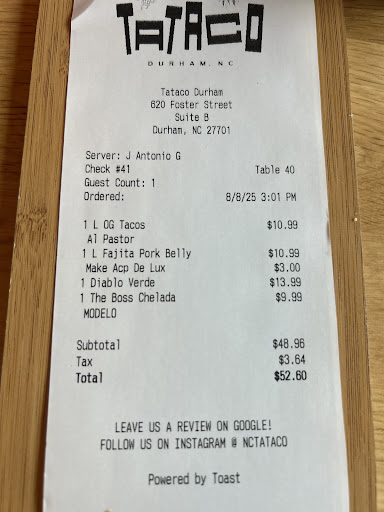 TATACO
DURHAM, NC
Tataco Durham
620 Foster Street
Suite B
Durham, NC 27701
Server: J Antonio G
Check #41 Table 40
Guest Count: 1
Ordered: 8/8/25 3:01 PM
1 L OG Tacos $10.99
Al Pastor
1 L Fajita Pork Belly $10.99
Make Acp De Lux $3.00
1 Diablo Verde $13.99
1 The Boss Chelada $9.99
MODELO
Subtotal $48.96
Tax $3.64
Total $52.60
LEAVE US A REVIEW ON GOOGLE!
FOLLOW US ON INSTAGRAM @ NCTATACO
Powered by Toast